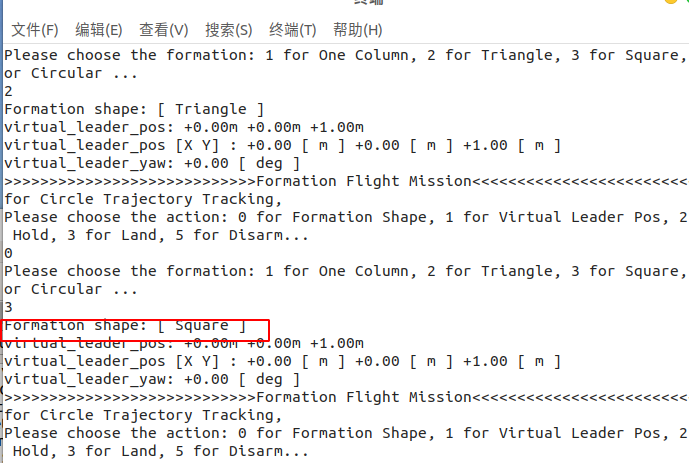 终端
文件(F) 编辑(E) 查看(V) 搜索(S) 终端(T) 帮助(H)
Please choose the formation: 1 for One Column, 2 for Triangle, 3 for Square,
or Circular ...
2
Formation shape: [ Triangle ]
virtual_leader_pos: +0.00m +0.00m +1.00m
virtual_leader_pos [X Y] : +0.00 [ m ] +0.00 [ m ] +1.00 [ m ]
virtual_leader_yaw: +0.00 [ deg ]
>>>>>>>>>>>>>>>>>>>>>>>>>>>>Formation Flight Mission<<<<<<<<<<<<<<<<<<<<<<<<
for Circle Trajectory Tracking,
Please choose the action: 0 for Formation Shape, 1 for Virtual Leader Pos, 2
Hold, 3 for Land, 5 for Disarm...
0
Please choose the formation: 1 for One Column, 2 for Triangle, 3 for Square,
or Circular ...
3
Formation shape: [ Square ]
virtual_leader_pos: +0.00m +0.00m +1.00m
virtual_leader_pos [X Y] : +0.00 [ m ] +0.00 [ m ] +1.00 [ m ]
virtual_leader_yaw: +0.00 [ deg ]
>>>>>>>>>>>>>>>>>>>>>>>>>>>>Formation Flight Mission<<<<<<<<<<<<<<<<<<<<<<<<
for Circle Trajectory Tracking,
Please choose the action: 0 for Formation Shape, 1 for Virtual Leader Pos, 2
Hold, 3 for Land, 5 for Disarm...